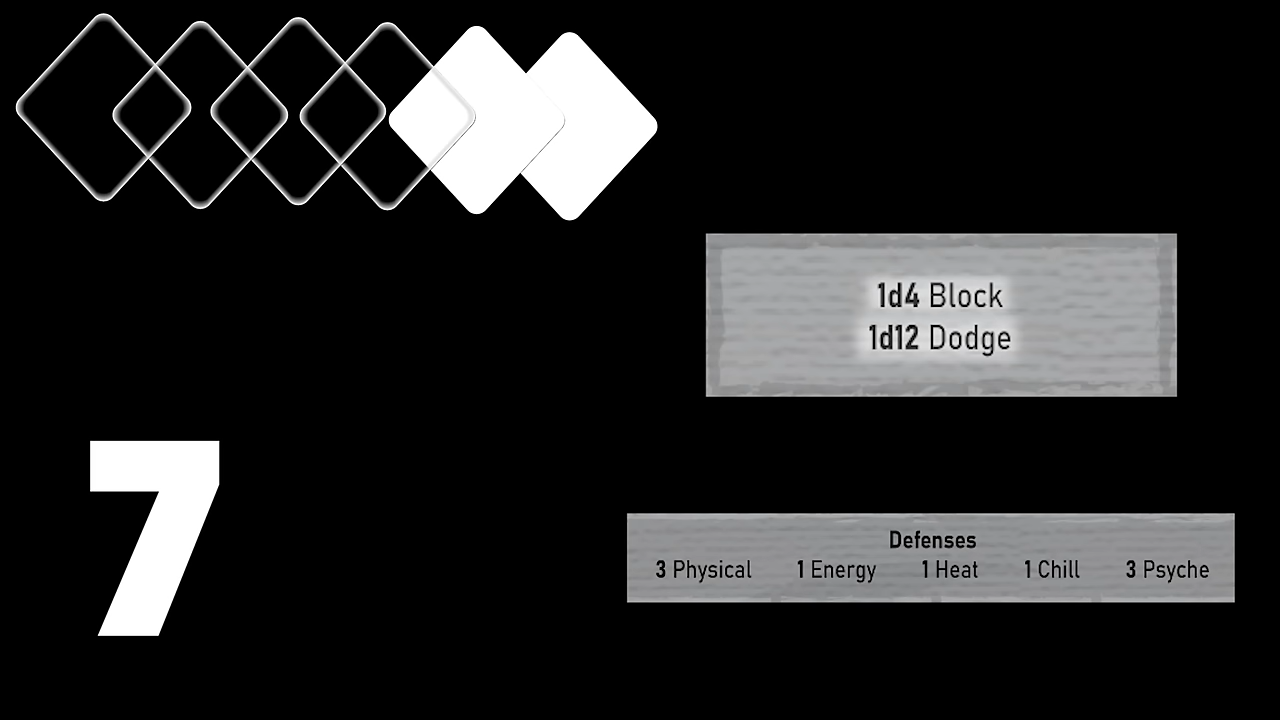 1d4 Block
1d12 Dodge
7
Defenses
3 Physical 1 Energy 1 Heat 1 Chill 3 Psyche